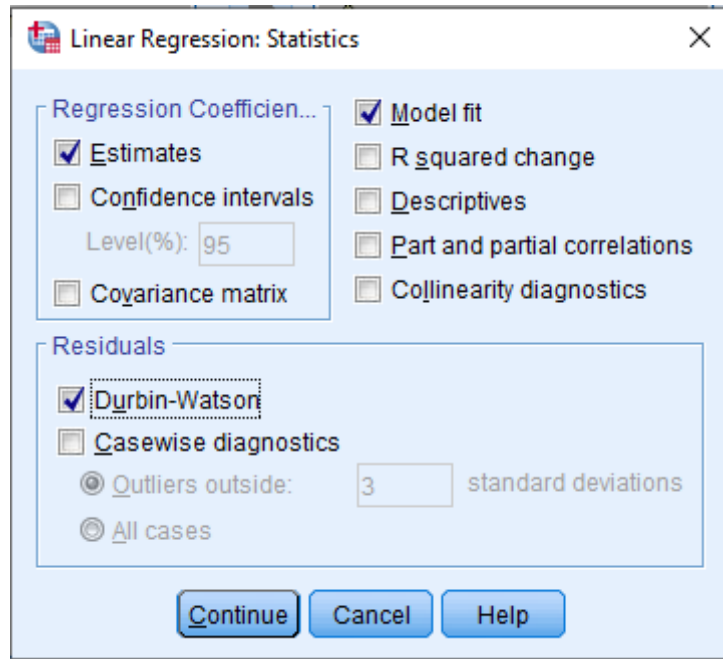 Linear Regression: Statistics
Regression Coefficien...
Estimates
Confidence intervals
Level(%): 95
Covariance matrix
Model fit
R squared change
Descriptives
Part and partial correlations
Collinearity diagnostics
Residuals
Durbin-Watson
Casewise diagnostics
Outliers outside: 3 standard deviations
All cases
Continue Cancel Help